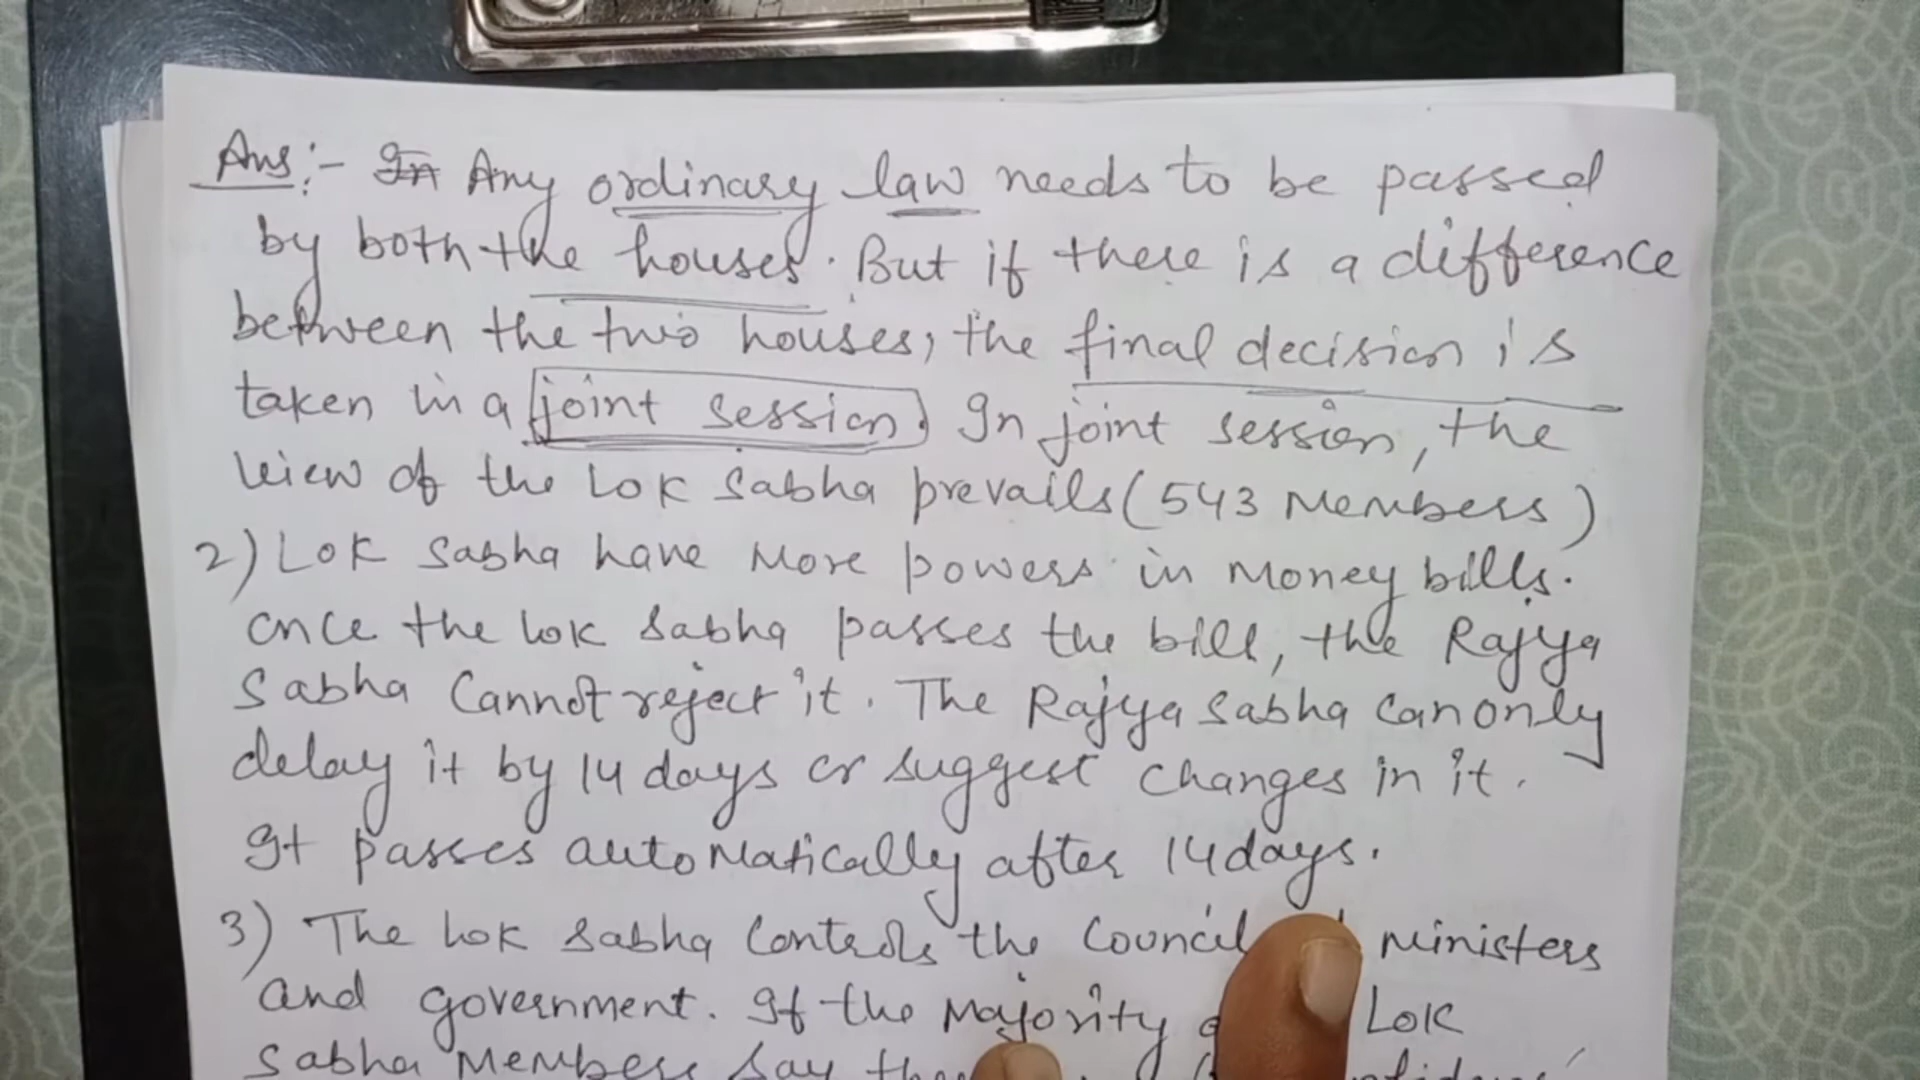 Ans:- In Any ordinary law needs to be passed
by both the houses. But if there is a difference
between the two houses, the final decision is
taken in a joint session. In joint session, the
view of the Lok Sabha prevails (543 Members)
2) Lok Sabha have More powers in Money bills.
once the Lok Sabha passes the bill, the Rajya
Sabha Cannot reject it. The Rajya Sabha can only
delay it by 14 days or suggest changes in it.
It passes automatically after 14 days.
3) The Lok Sabha Controls the Council Ministers
and government. If the Majority Lok
Sabha Members Say